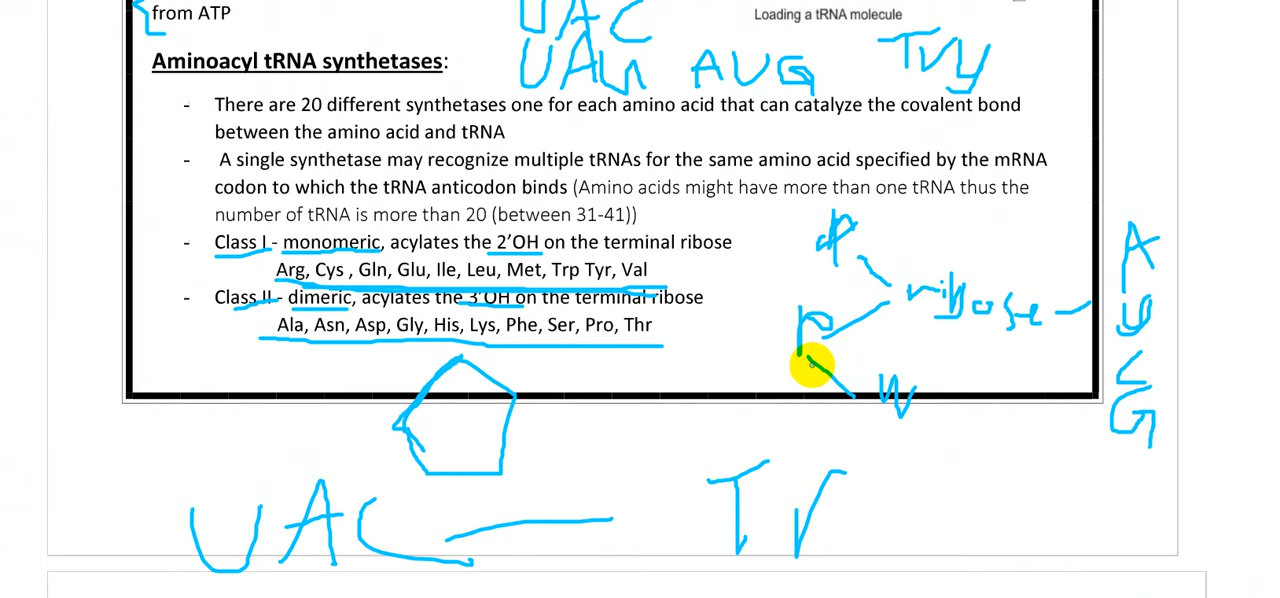 from ATP
UAC
Loading a tRNA molecule
Aminoacyl tRNA synthetases:
AUG
- There are 20 different synthetases one for each amino acid that can catalyze the covalent bond
between the amino acid and tRNA
- A single synthetase may recognize multiple tRNAs for the same amino acid specified by the mRNA
codon to which the tRNA anticodon binds (Amino acids might have more than one tRNA thus the
number of tRNA is more than 20 (between 31-41))
- Class I - monomeric, acylates the 2’OH on the terminal ribose
Arg, Cys , Gln, Glu, Ile, Leu, Met, Trp Tyr, Val
- Class II - dimeric, acylates the 3’OH on the terminal ribose
Ala, Asn, Asp, Gly, His, Lys, Phe, Ser, Pro, Thr
P
ribose
A
U
C
G
UAC Tr